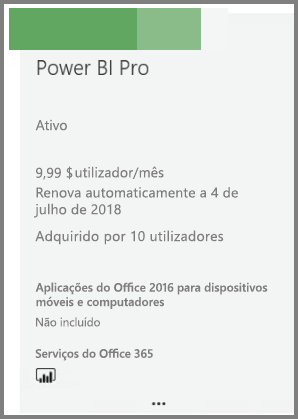 Power BI Pro
Ativo
9,99 $utilizador/mês
Renova automaticamente a 4 de
julho de 2018
Adquirido por 10 utilizadores
Aplicações do Office 2016 para dispositivos
móveis e computadores
Não incluído
Serviços do Office 365